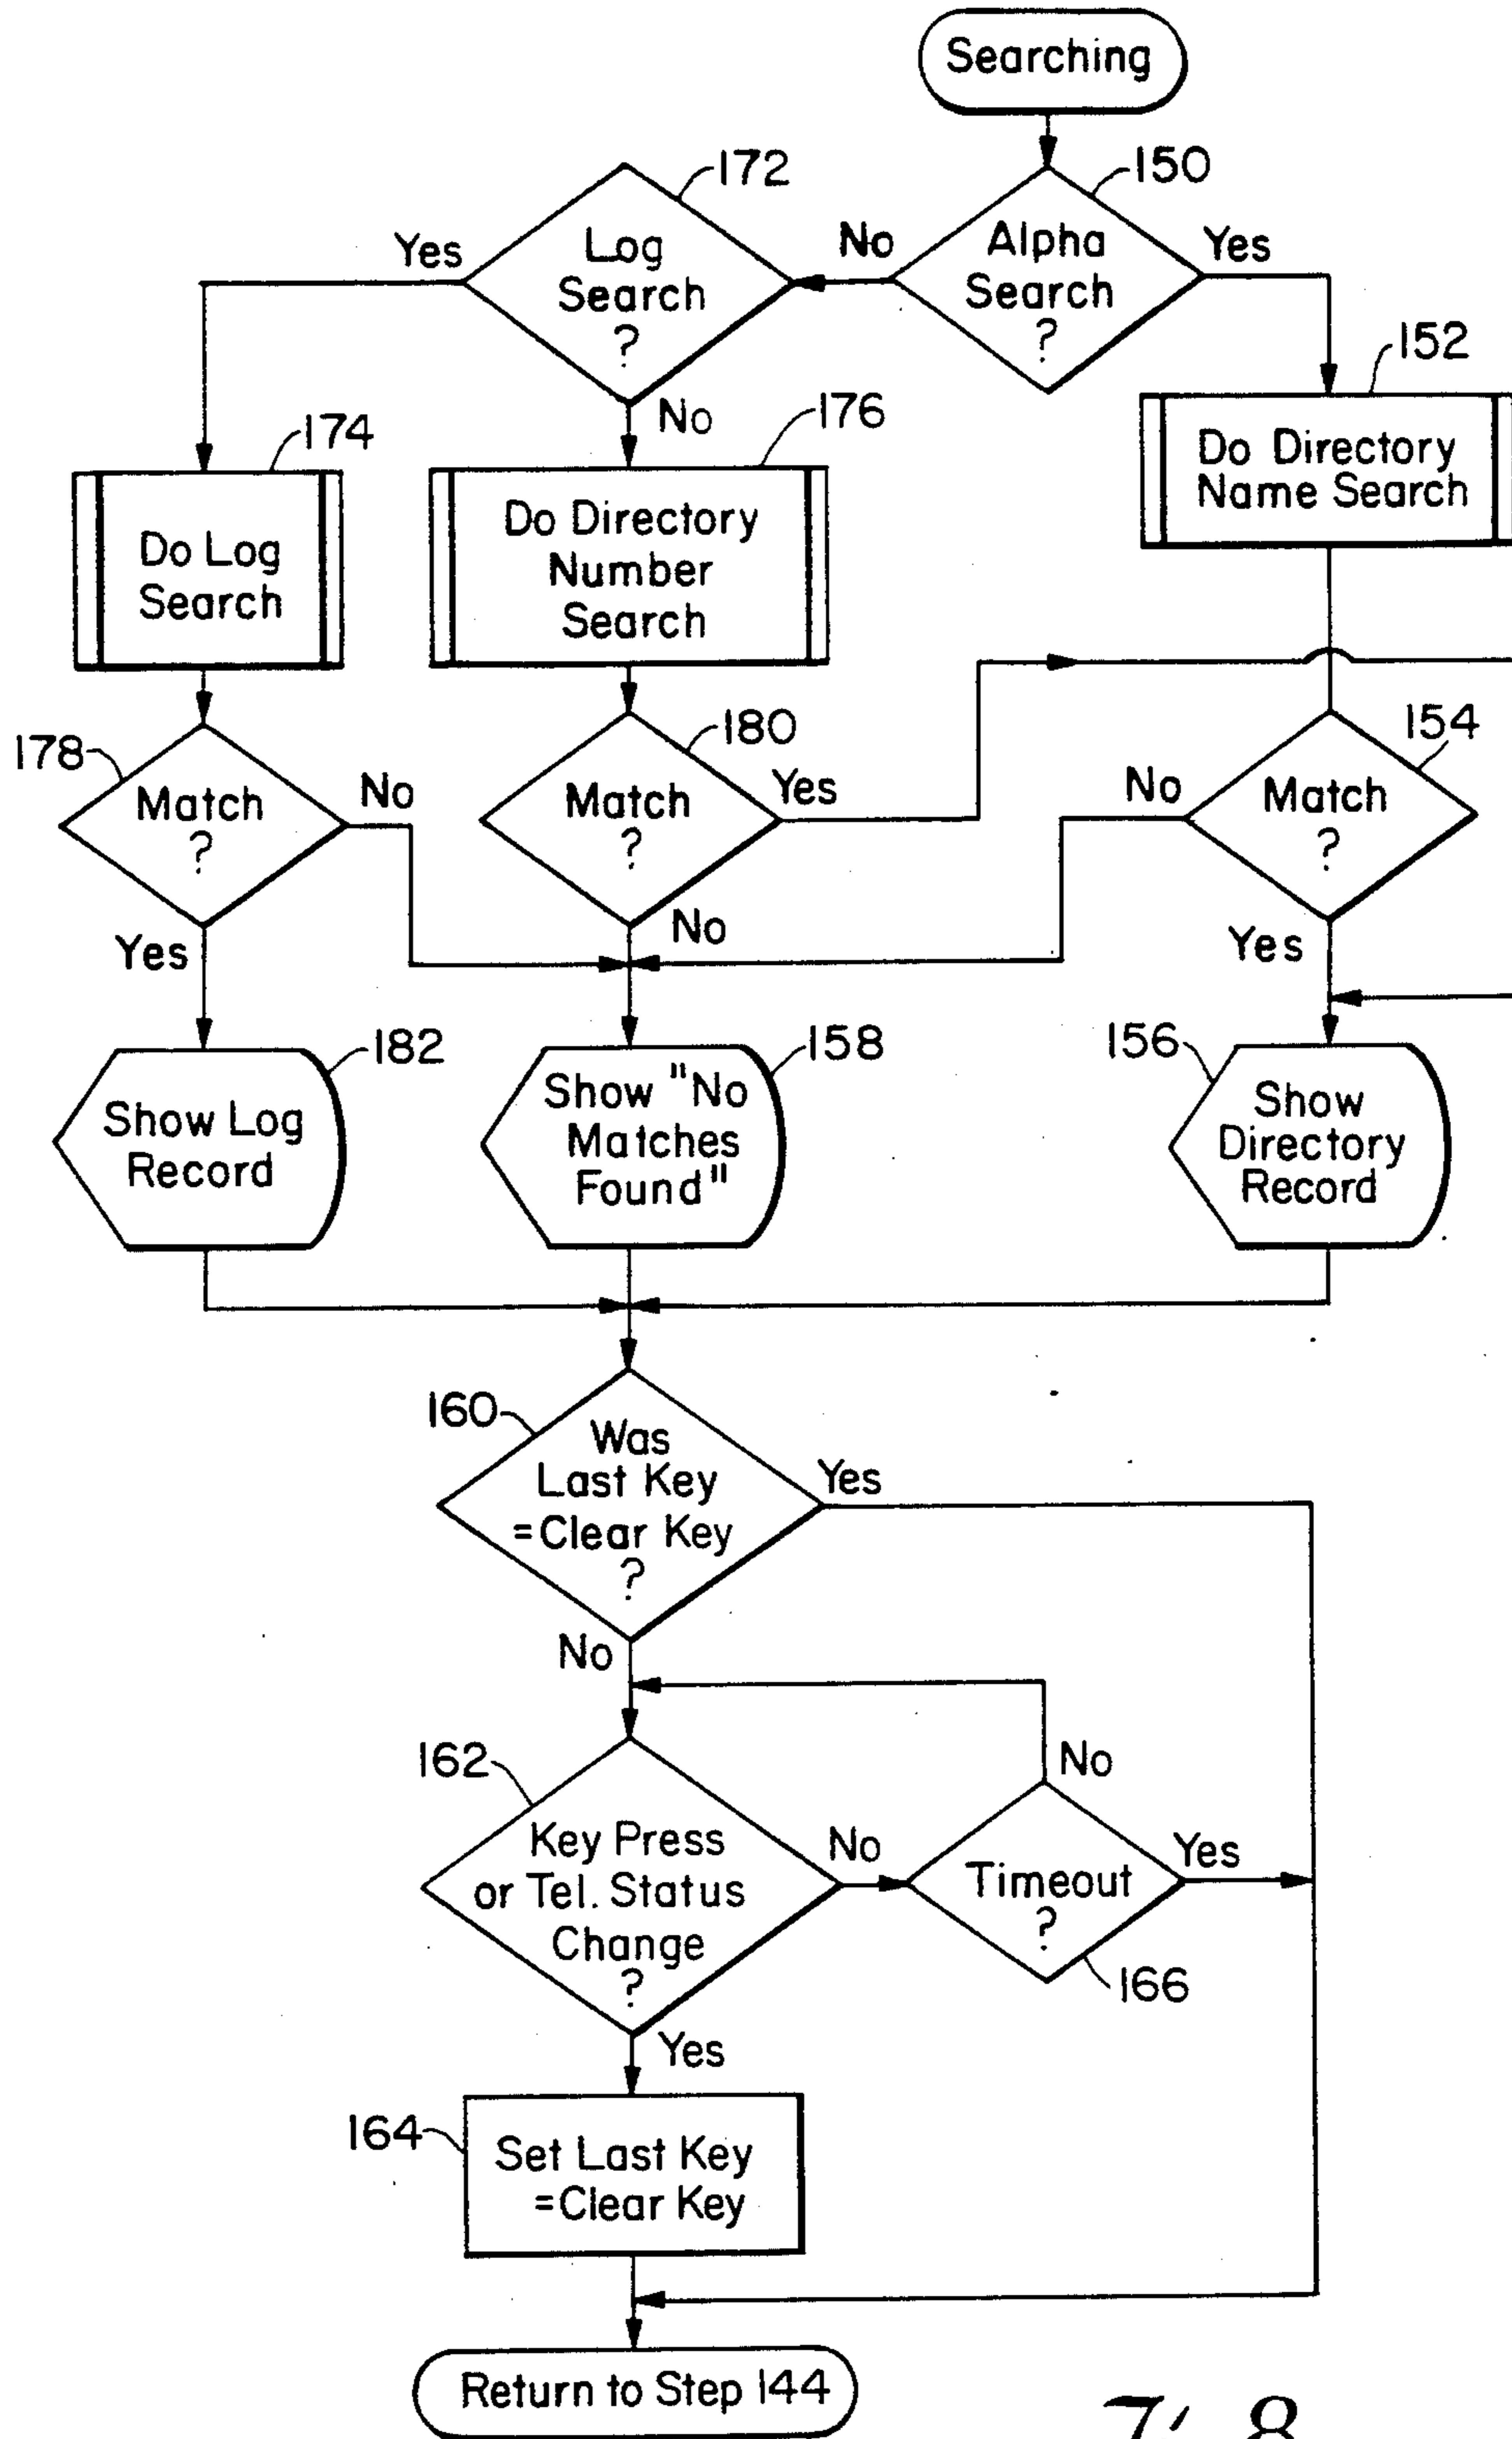 Searching
172
150
Yes
Log
Search
?
No
Alpha
Search
?
Yes
152
174
No
176
Do Directory
Name Search
Do Log
Search
Do Directory
Number
Search
178
180
154
Match
?
No
Match
?
Yes
No
Match
?
Yes
No
Yes
182
158
156
Show Log
Record
Show "No
Matches
Found"
Show
Directory
Record
160
Was
Last Key
=Clear Key
?
Yes
No
162
No
Key Press
or Tel. Status
Change
?
No
Timeout
?
Yes
166
Yes
164
Set Last Key
=Clear Key
Return to Step 144
8